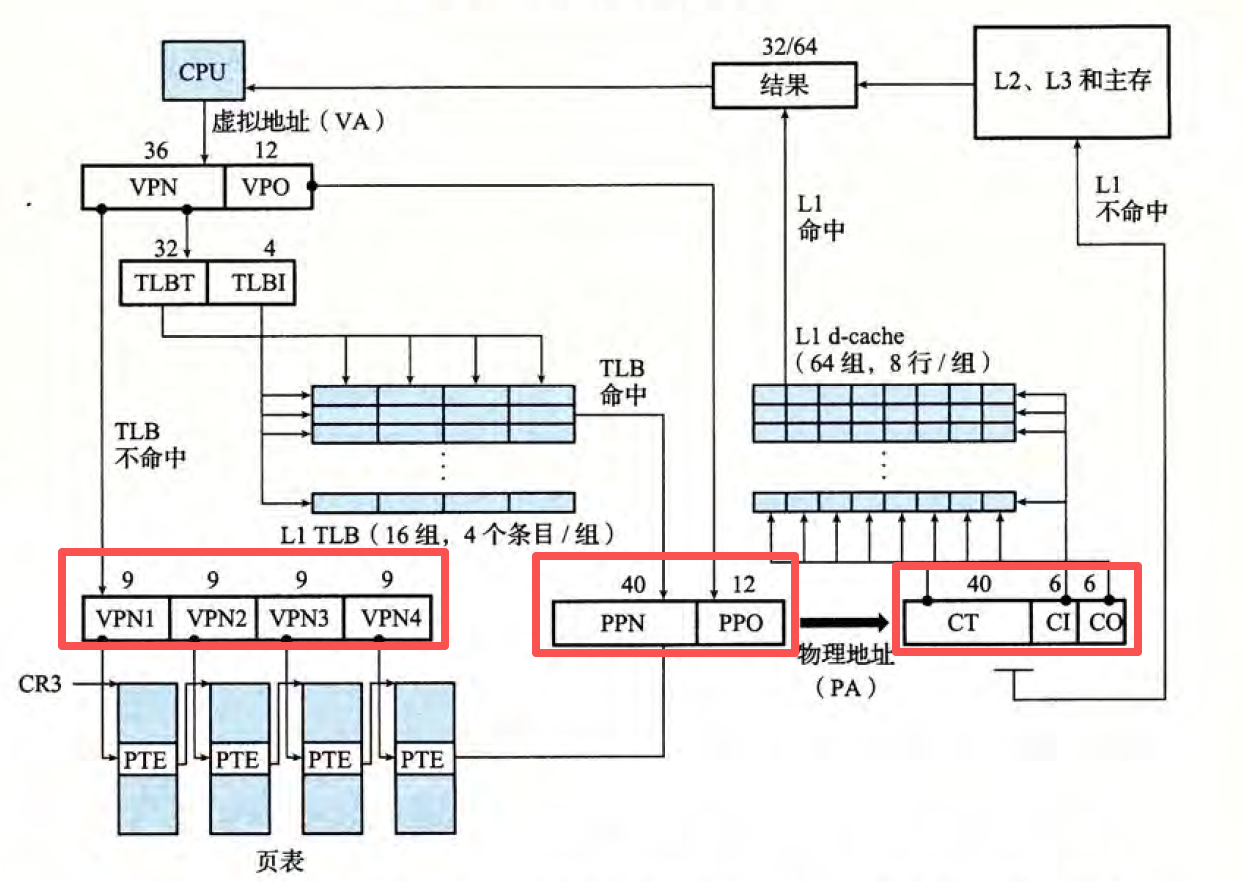 CPU
虚拟地址（VA）
36 12
VPN VPO
32 4
TLBT TLBI
TLB
不命中
TLB
命中
L1 TLB（16 组，4 个条目 / 组）
9 9 9 9
VPN1 VPN2 VPN3 VPN4
CR3
PTE PTE PTE PTE
页表
32/64
结果
L2、L3 和主存
L1
命中
L1
不命中
L1 d-cache
（64 组，8 行 / 组）
40 12
PPN PPO
物理地址
（PA）
40 6 6
CT CI CO